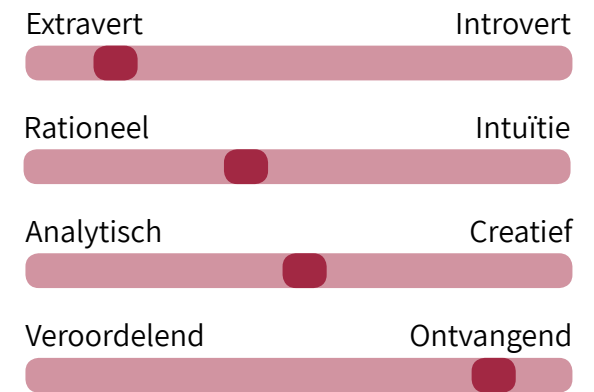 Extravert Introvert
Rationeel Intuïtie
Analytisch Creatief
Veroordelend Ontvangend